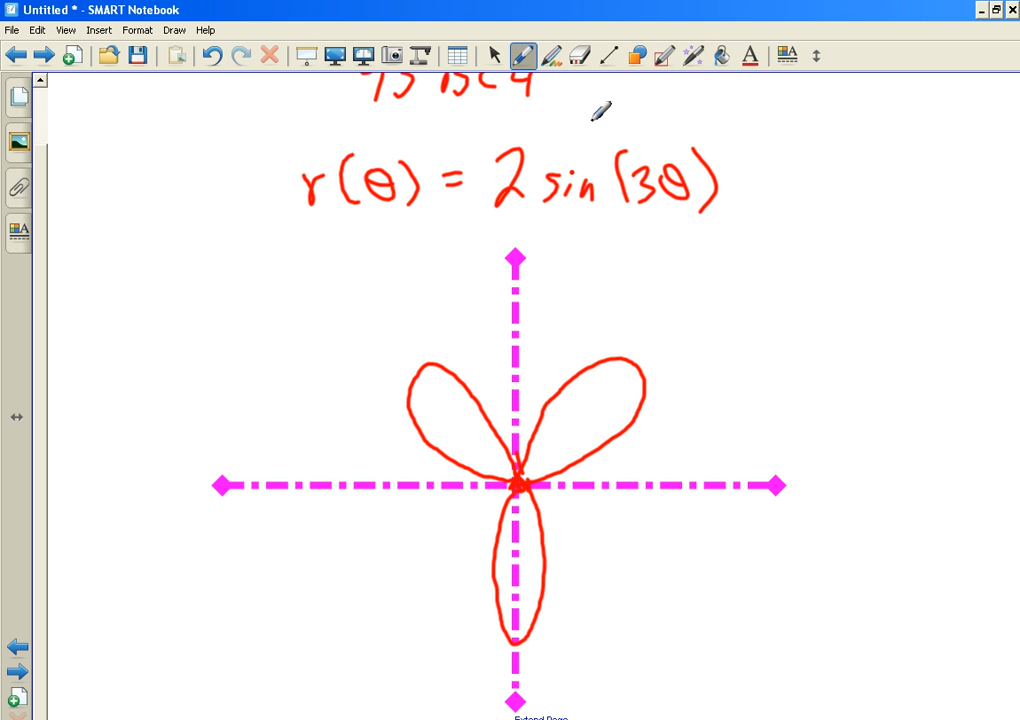 Untitled * - SMART Notebook
File Edit View Insert Format Draw Help
r(θ) = 2 sin(3θ)
Extend Page